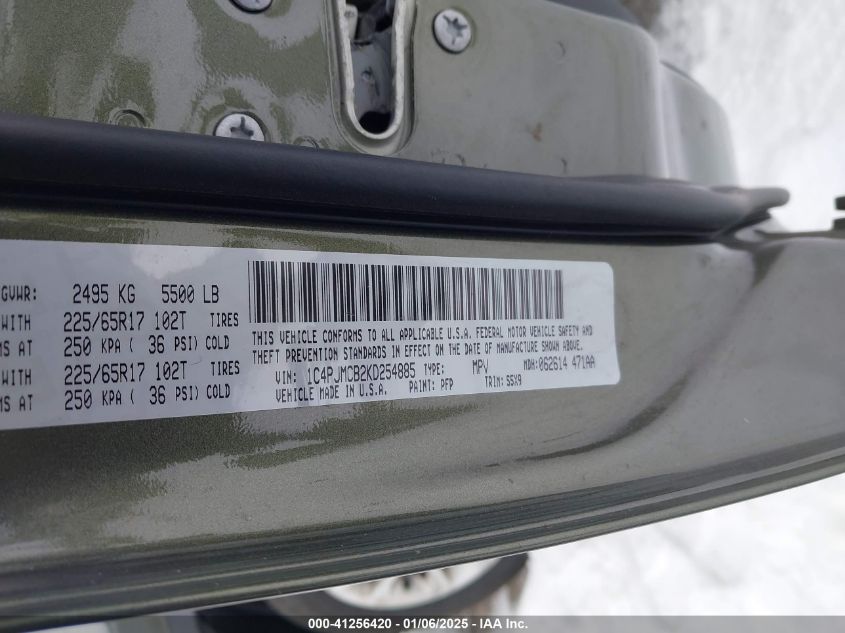 GVWR: 2495 KG 5500 LB
WITH 225/65R17 102T TIRES
MS AT 250 KPA ( 36 PSI) COLD
WITH 225/65R17 102T TIRES
MS AT 250 KPA ( 36 PSI) COLD
THIS VEHICLE CONFORMS TO ALL APPLICABLE U.S.A. FEDERAL MOTOR VEHICLE SAFETY AND
THEFT PREVENTION STANDARDS IN EFFECT ON THE DATE OF MANUFACTURE SHOWN ABOVE.
VIN: 1C4PJMCB2KD254885 TYPE: MPV MDH:062614 471AA
VEHICLE MADE IN U.S.A. PAINT: PFP TRIM: S5X9
000-41256420 - 01/06/2025 - © IAA Inc.